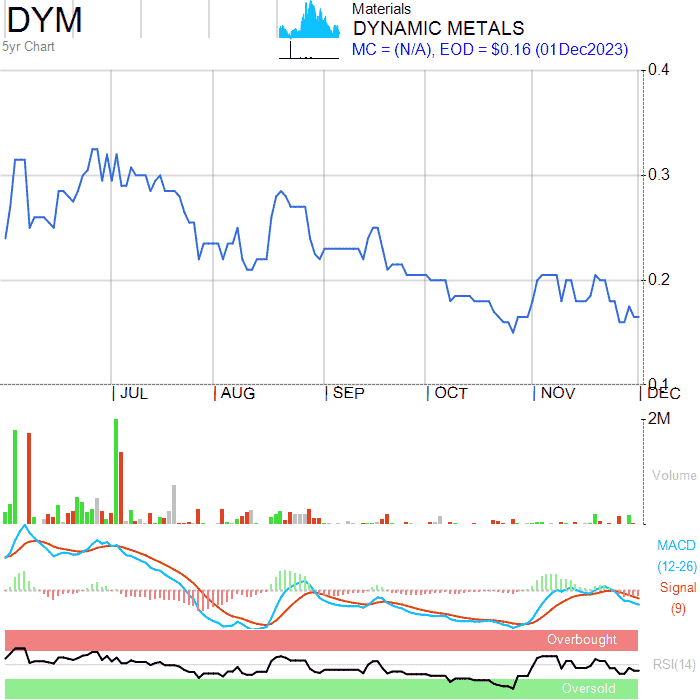 DYM
5yr Chart
Materials
DYNAMIC METALS
MC = (N/A), EOD = $0.16 (01Dec2023)
0.4
0.3
0.2
0.1
JUL
AUG
SEP
OCT
NOV
DEC
2M
Volume
MACD
(12-26)
Signal
(9)
Overbought
RSI(14)
Oversold